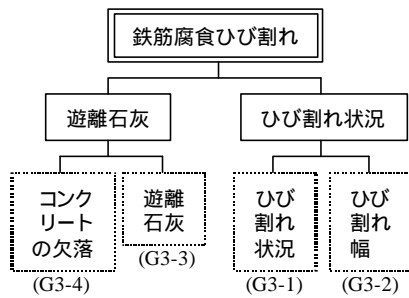 鉄筋腐食ひび割れ
遊離石灰
ひび割れ状況
コンク
リート
の欠落
(G3-4)
遊離
石灰
(G3-3)
ひび
割れ
状況
(G3-1)
ひび
割れ
幅
(G3-2)